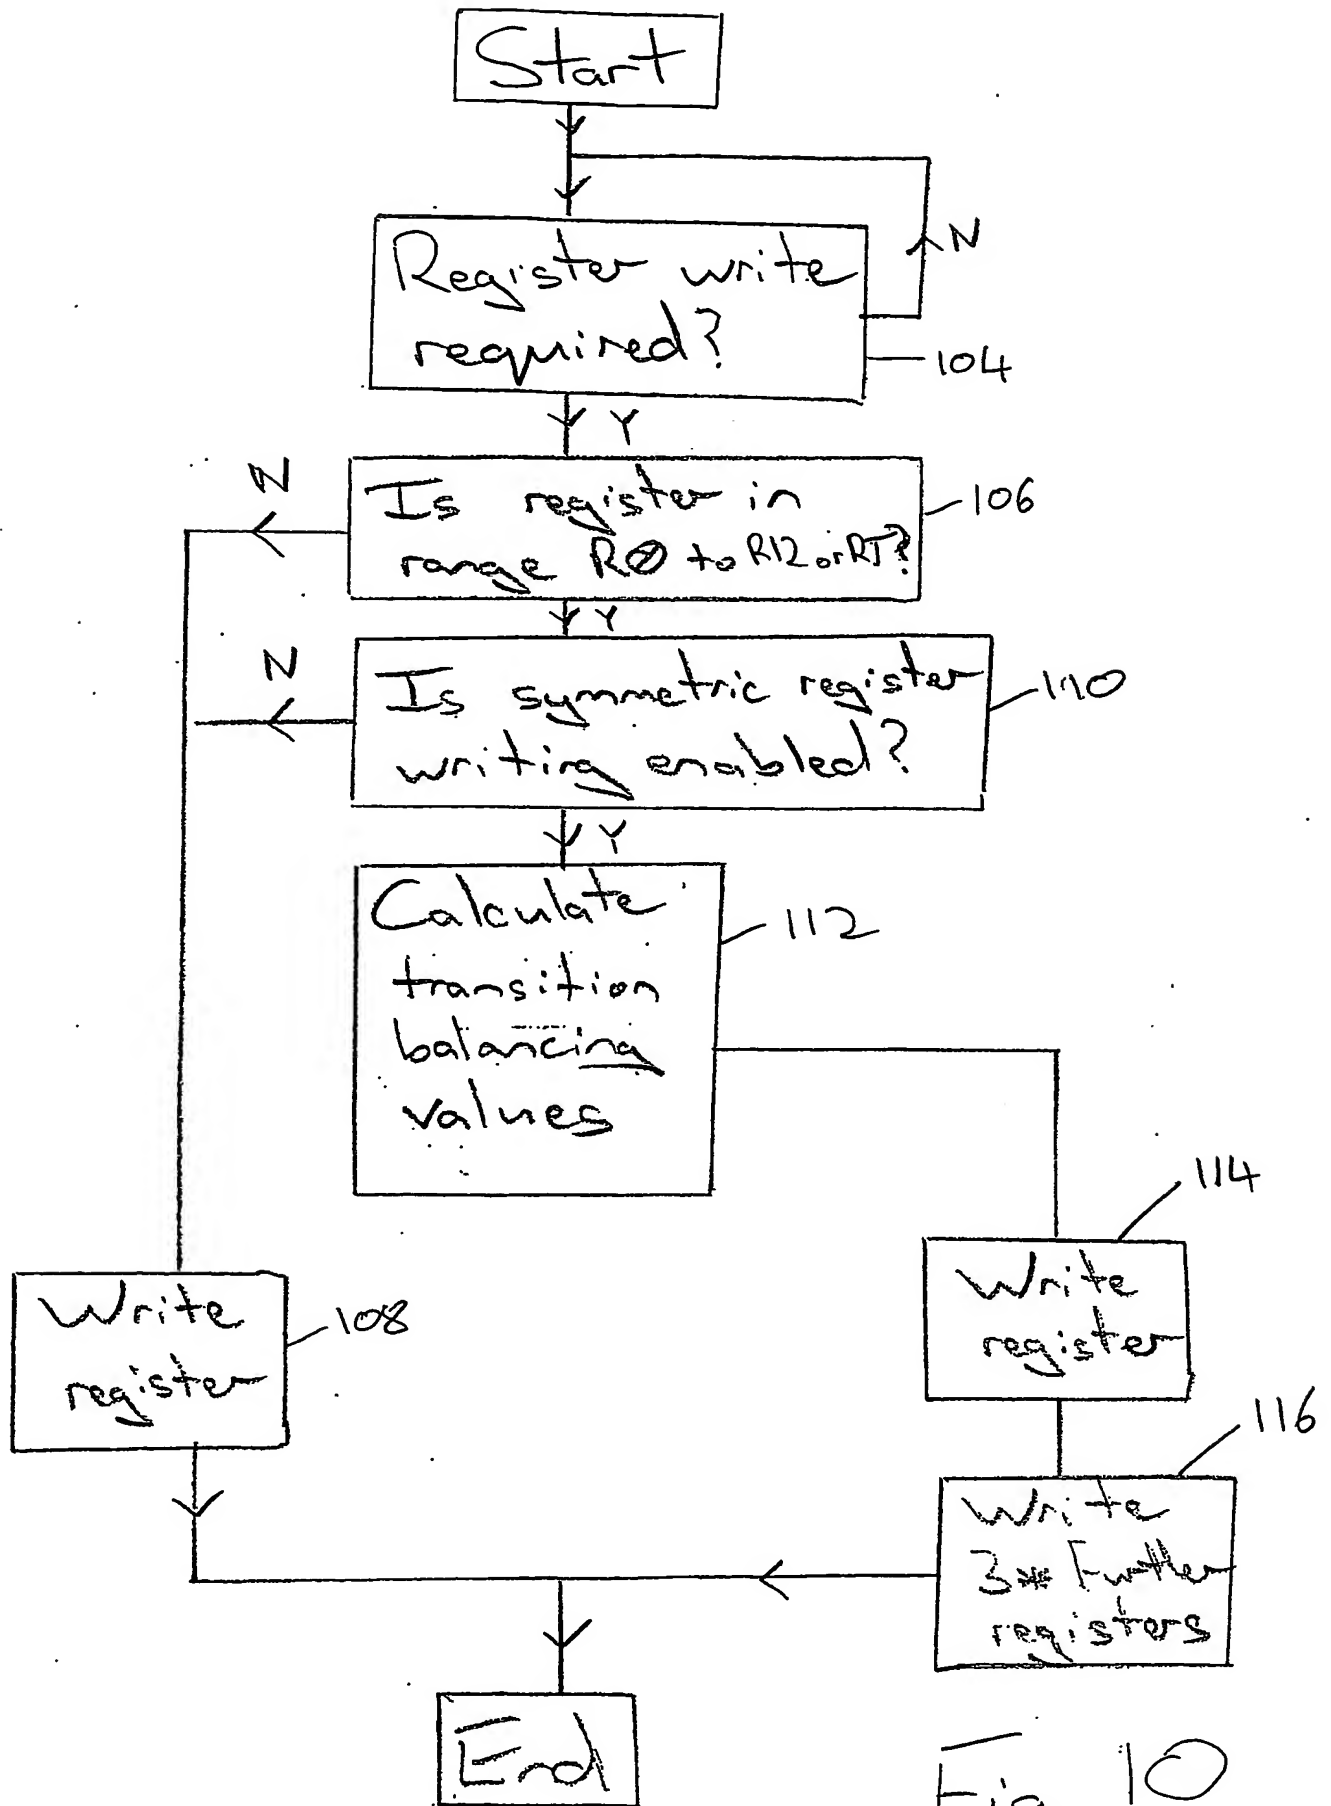 Start
N
Register write
required?
104
Y
N
Is register in
range RØ to R12 or RT?
106
Y
N
Is symmetric register
writing enabled?
110
Y
Calculate
transition
balancing
values
112
114
Write
register
108
Write
register
116
Write
3* Further
registers
End
Fig 10